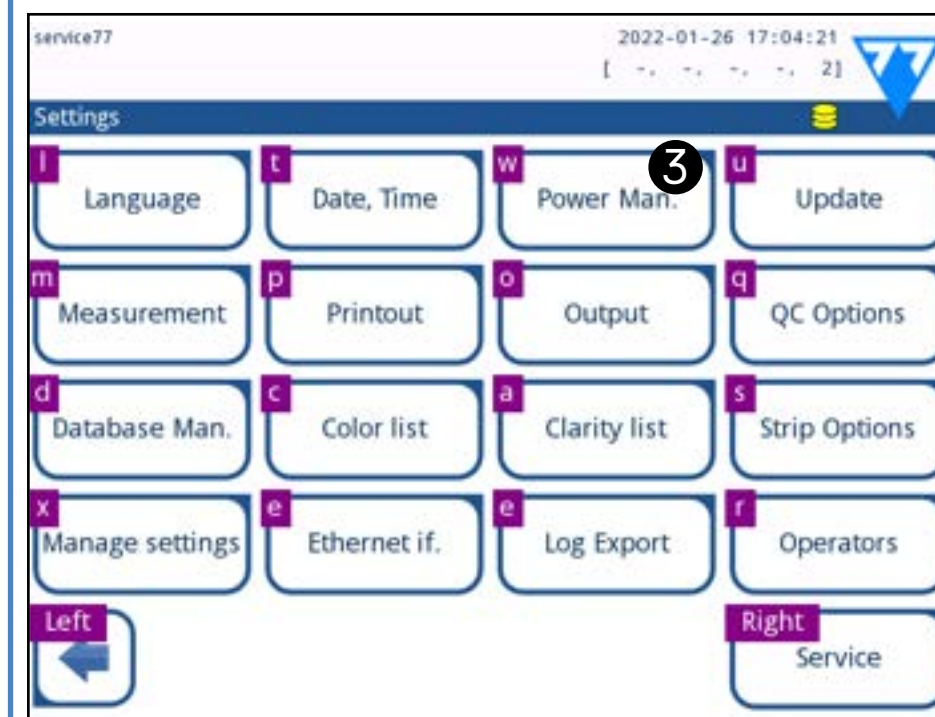 service77
2022-01-26 17:04:21
[ -. -. -. -. 2]
77
Settings
l
Language
t
Date, Time
w
Power Man.
3
u
Update
m
Measurement
p
Printout
o
Output
q
QC Options
d
Database Man.
c
Color list
a
Clarity list
s
Strip Options
x
Manage settings
e
Ethernet if.
e
Log Export
r
Operators
Left
Right
Service